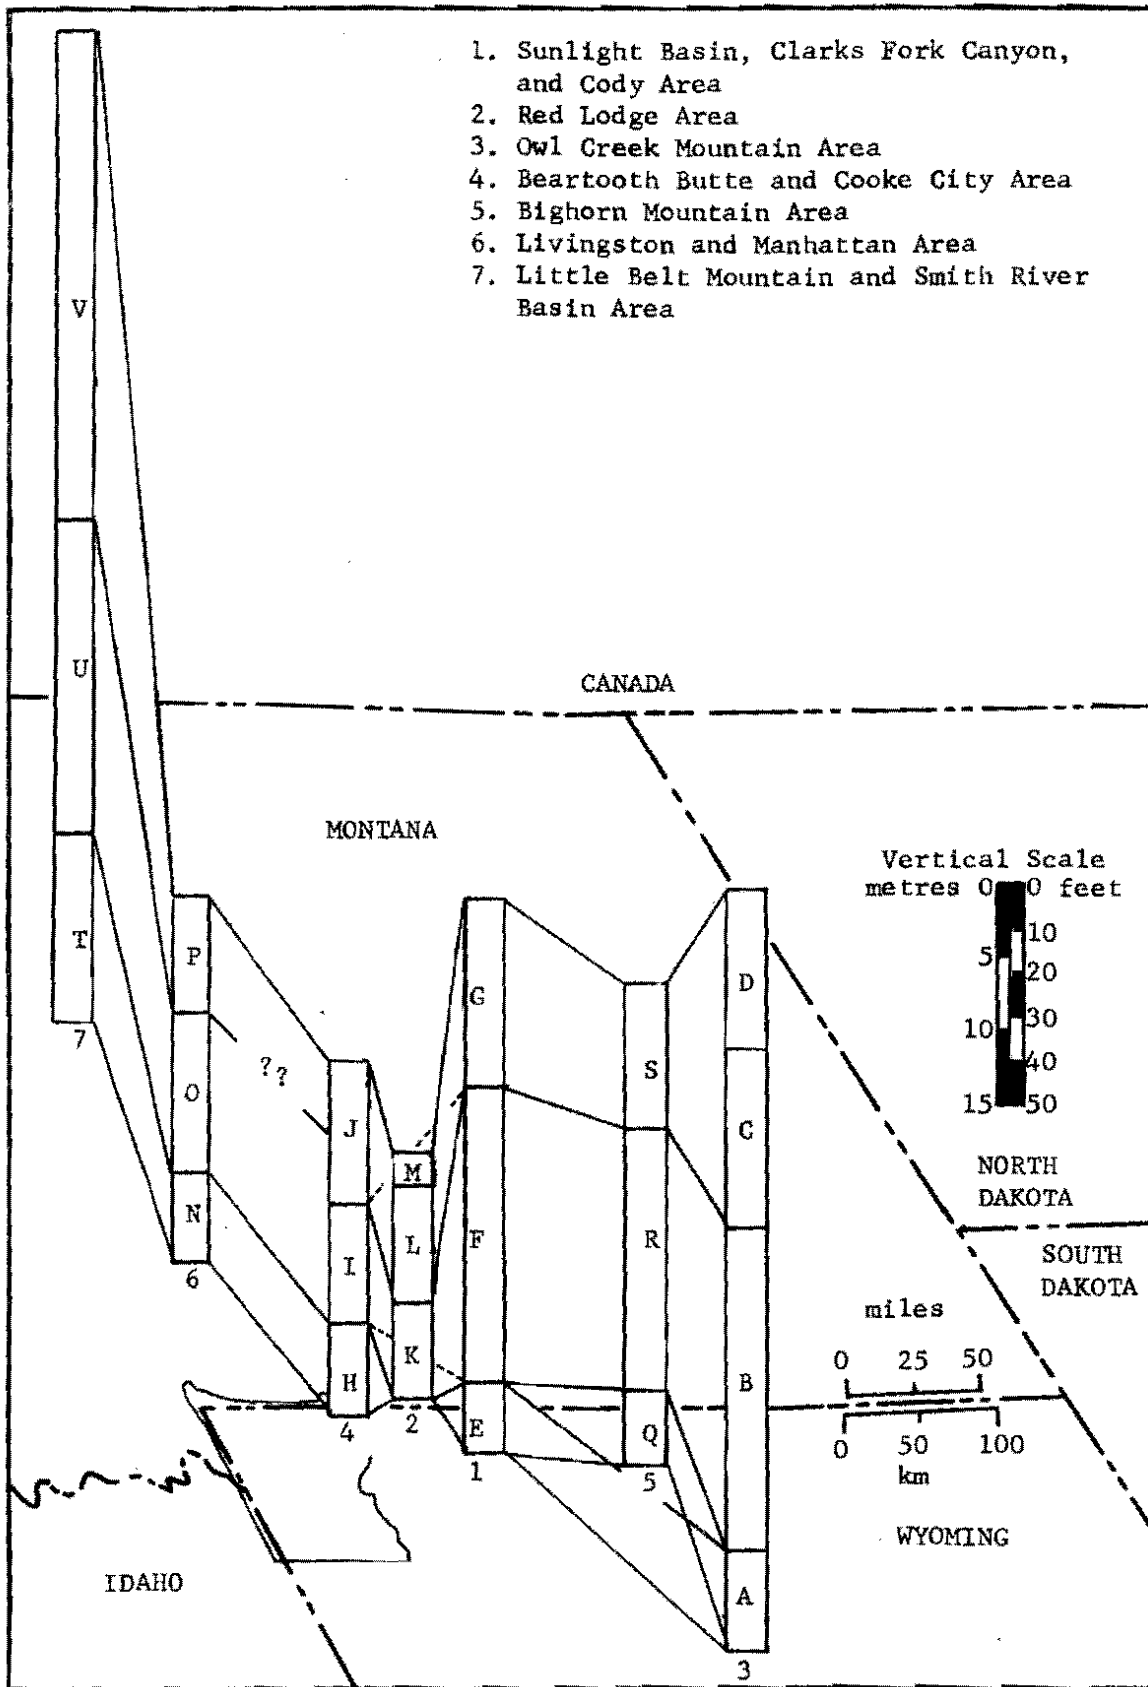 1. Sunlight Basin, Clarks Fork Canyon,
and Cody Area
2. Red Lodge Area
3. Owl Creek Mountain Area
4. Beartooth Butte and Cooke City Area
5. Bighorn Mountain Area
6. Livingston and Manhattan Area
7. Little Belt Mountain and Smith River
Basin Area
V
U
T
7
CANADA
MONTANA
P
O
N
6
??
J
I
H
4
M
L
K
2
G
F
E
1
S
R
Q
5
D
C
B
A
3
Vertical Scale
metres 0 0 feet
10
5
20
30
10
40
15 50
NORTH
DAKOTA
SOUTH
DAKOTA
miles
0 25 50
0 50 100
km
WYOMING
IDAHO